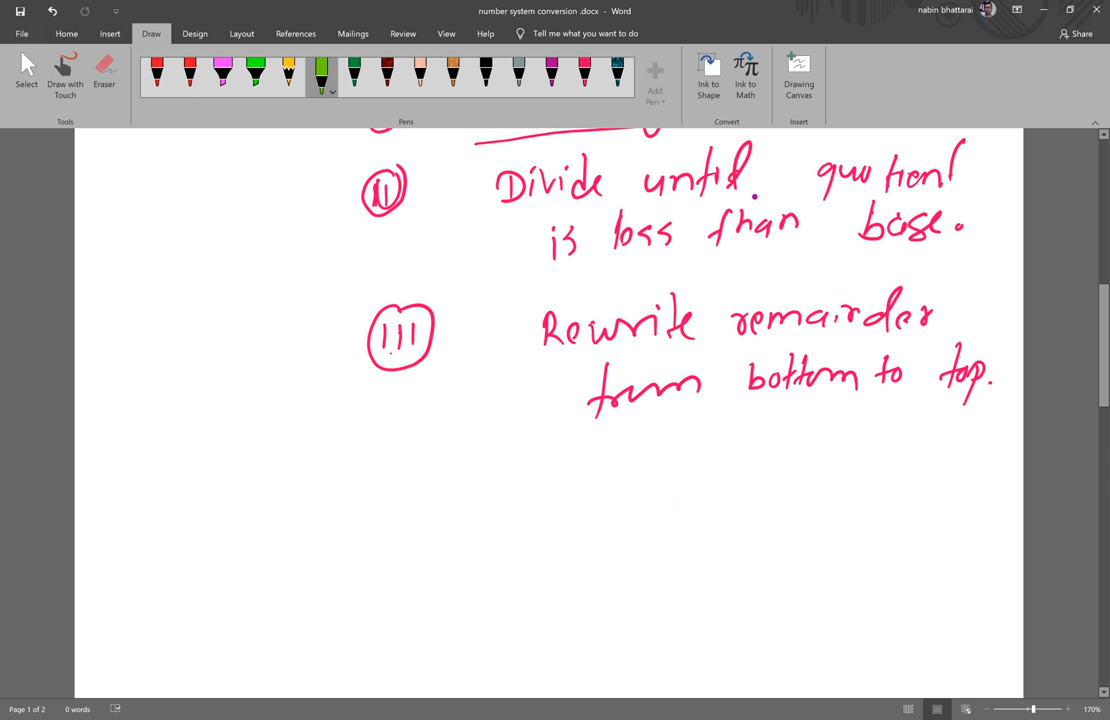 number system conversion .docx - Word
nabin bhattarai
File Home Insert Draw Design Layout References Mailings Review View Help Tell me what you want to do
Share
Select
Draw with Touch
Eraser
Add Pen
Ink to Shape
Ink to Math
Drawing Canvas
Tools Pens Convert Insert
II Divide until quotient
is less than base.
III Rewrite remainder
from bottom to top.
Page 1 of 2 0 words 170%